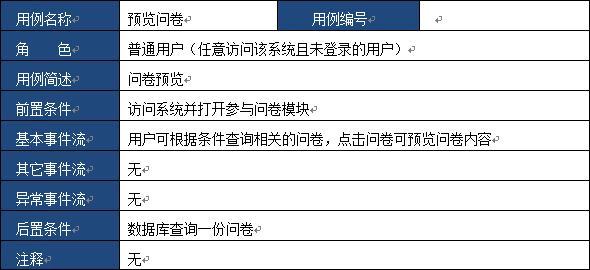 用例名称 预览问卷 用例编号
角 色 普通用户（任意访问该系统且未登录的用户）
用例简述 问卷预览
前置条件 访问系统并打开参与问卷模块
基本事件流 用户可根据条件查询相关的问卷，点击问卷可预览问卷内容
其它事件流 无
异常事件流 无
后置条件 数据库查询一份问卷
注释 无